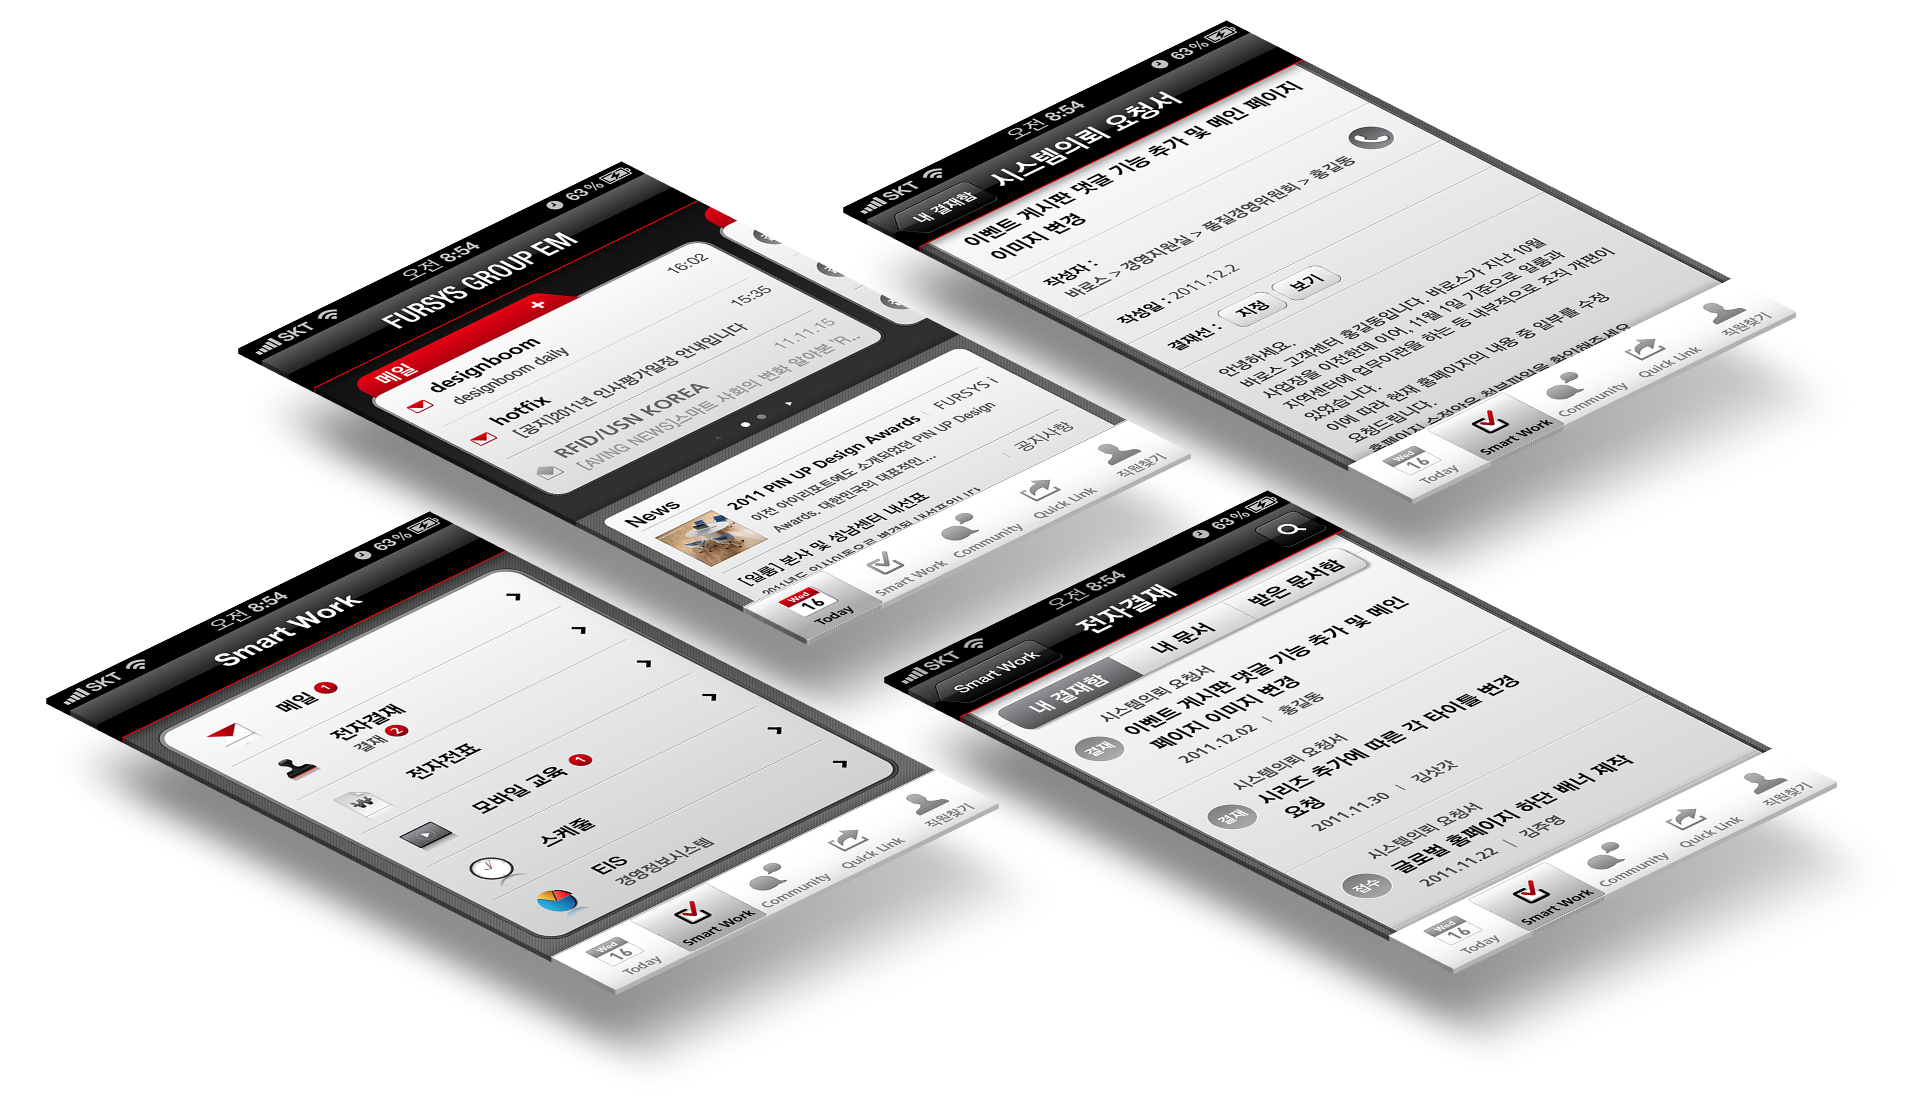 SKT
오전 8:54
63%
FURSYS GROUP EM
메일
+
designboom
16:02
designboom daily
hotfix
15:35
[공지]2011년 인사평가일정 안내입니다
RFID/USN KOREA
11.11.15
[AVING NEWS]스마트 사회의 변화 알아본 'R..
News
2011 PIN UP Design Awards
FURSYS i
이전 아이리포트에도 소개되었던 PIN UP Design
Awards. 대한민국의 대표적인...
[일룸] 본사 및 성남센터 내선표
공지사항
Wed
16
Today
Smart Work
Community
Quick Link
직원찾기
SKT
오전 8:54
63%
내 결재함
시스템의뢰 요청서
이벤트 게시판 댓글 기능 추가 및 메인 페이지
이미지 변경
작성자 :
바로스 > 경영지원실 > 품질경영위원회 > 홍길동
작성일 : 2011.12.2
결재선 :
지정
보기
안녕하세요.
바로스 고객센터 홍길동입니다. 바로스가 지난 10월
사업장을 이전한데 이어, 11월 1일 기준으로 일룸과
지역센터에 업무이관을 하는 등 내부적으로 조직 개편이
있었습니다.
이에 따라 현재 홈페이지의 내용 중 일부를 수정
요청드립니다.
홈페이지 수정안은 첨부파일을 확인해주세요
Wed
16
Today
Smart Work
Community
Quick Link
직원찾기
SKT
오전 8:54
63%
Smart Work
메일
1
전자결재
결재
2
전자전표
모바일 교육
1
스케줄
EIS
경영정보시스템
Wed
16
Today
Smart Work
Community
Quick Link
직원찾기
SKT
오전 8:54
63%
Smart Work
전자결재
내 결재함
내 문서
받은 문서함
시스템의뢰 요청서
결재
이벤트 게시판 댓글 기능 추가 및 메인
페이지 이미지 변경
2011.12.02 | 홍길동
시스템의뢰 요청서
결재
시리즈 추가에 따른 각 타이틀 변경
요청
2011.11.30 | 김삿갓
시스템의뢰 요청서
접수
글로벌 홈페이지 하단 배너 제작
2011.11.22 | 김주영
Wed
16
Today
Smart Work
Community
Quick Link
직원찾기